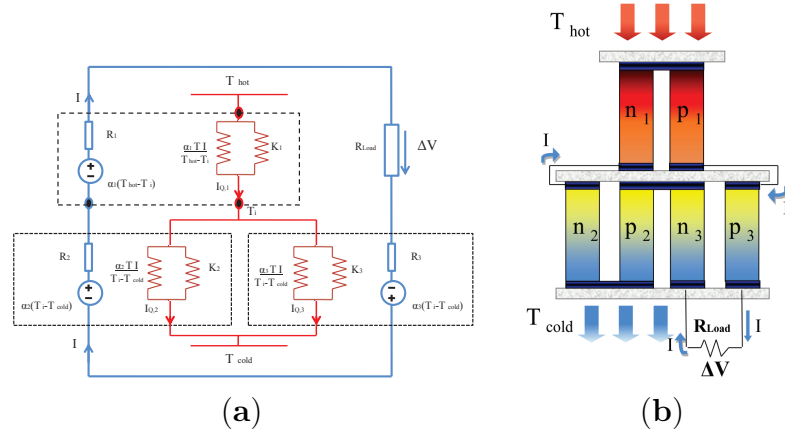 T hot
I
R1
α1 T I
Thot-Ti
K1
RLoad
ΔV
α1(Thot-Ti)
IQ,1
Ti
R2
α2 T I
Ti-Tcold
K2
α3 T I
Ti-Tcold
K3
R3
α2(Ti-Tcold)
α3(Ti-Tcold)
IQ,2
IQ,3
I
T cold
(a)
T hot
n1
p1
I
n2
p2
n3
p3
T cold
RLoad
I
I
ΔV
(b)